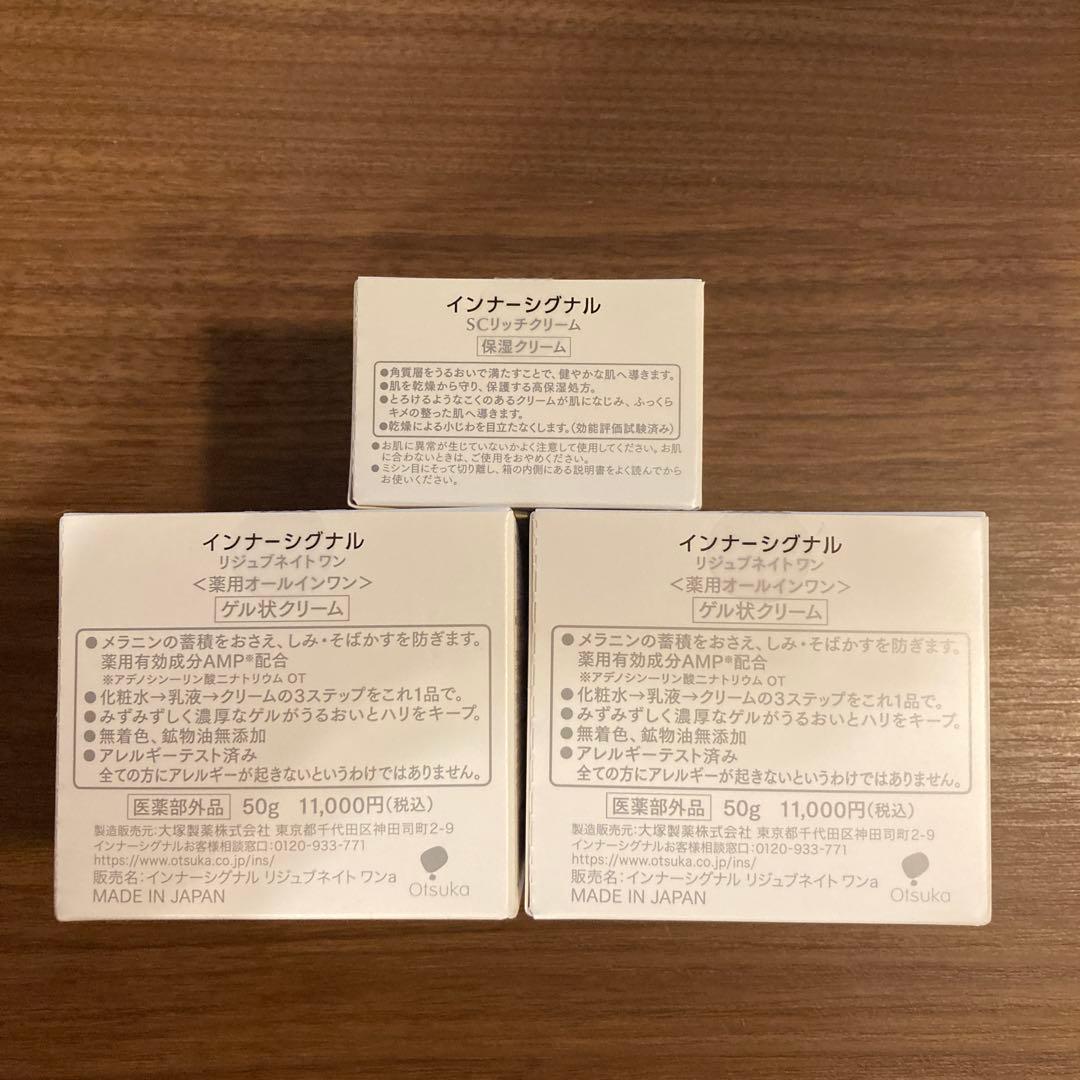 インナーシグナル
SCリッチクリーム
保湿クリーム
●角質層をうるおいで満たすことで、健やかな肌へ導きます。
●肌を乾燥から守り、保護する高保湿処方。
●とろけるようなこくのあるクリームが肌になじみ、ふっくら
キメの整った肌へ導きます。
●乾燥による小じわを目立たなくします。(効能評価試験済み)
●お肌に異常が生じていないかよく注意して使用してください。お肌
に合わないときは、ご使用をおやめください。
●ミシン目にそって切り離し、箱の内側にある説明書をよく読んでから
お使いください。
インナーシグナル
リジュブネイトワン
<薬用オールインワン>
ゲル状クリーム
●メラニンの蓄積をおさえ、しみ・そばかすを防ぎます。
薬用有効成分AMP※配合
※アデノシン一リン酸二ナトリウム OT
●化粧水→乳液→クリームの3ステップをこれ1品で。
●みずみずしく濃厚なゲルがうるおいとハリをキープ。
●無着色、鉱物油無添加
●アレルギーテスト済み
全ての方にアレルギーが起きないというわけではありません。
医薬部外品 50g 11,000円(税込)
製造販売元:大塚製薬株式会社 東京都千代田区神田司町2-9
インナーシグナルお客様相談窓口:0120-933-771
https://www.otsuka.co.jp/ins/
販売名:インナーシグナル リジュブネイト ワンa
MADE IN JAPAN
Otsuka
インナーシグナル
リジュブネイトワン
<薬用オールインワン>
ゲル状クリーム
●メラニンの蓄積をおさえ、しみ・そばかすを防ぎます。
薬用有効成分AMP※配合
※アデノシン一リン酸二ナトリウム OT
●化粧水→乳液→クリームの3ステップをこれ1品で。
●みずみずしく濃厚なゲルがうるおいとハリをキープ。
●無着色、鉱物油無添加
●アレルギーテスト済み
全ての方にアレルギーが起きないというわけではありません。
医薬部外品 50g 11,000円(税込)
製造販売元:大塚製薬株式会社 東京都千代田区神田司町2-9
インナーシグナルお客様相談窓口:0120-933-771
https://www.otsuka.co.jp/ins/
販売名:インナーシグナル リジュブネイト ワンa
MADE IN JAPAN
Otsuka